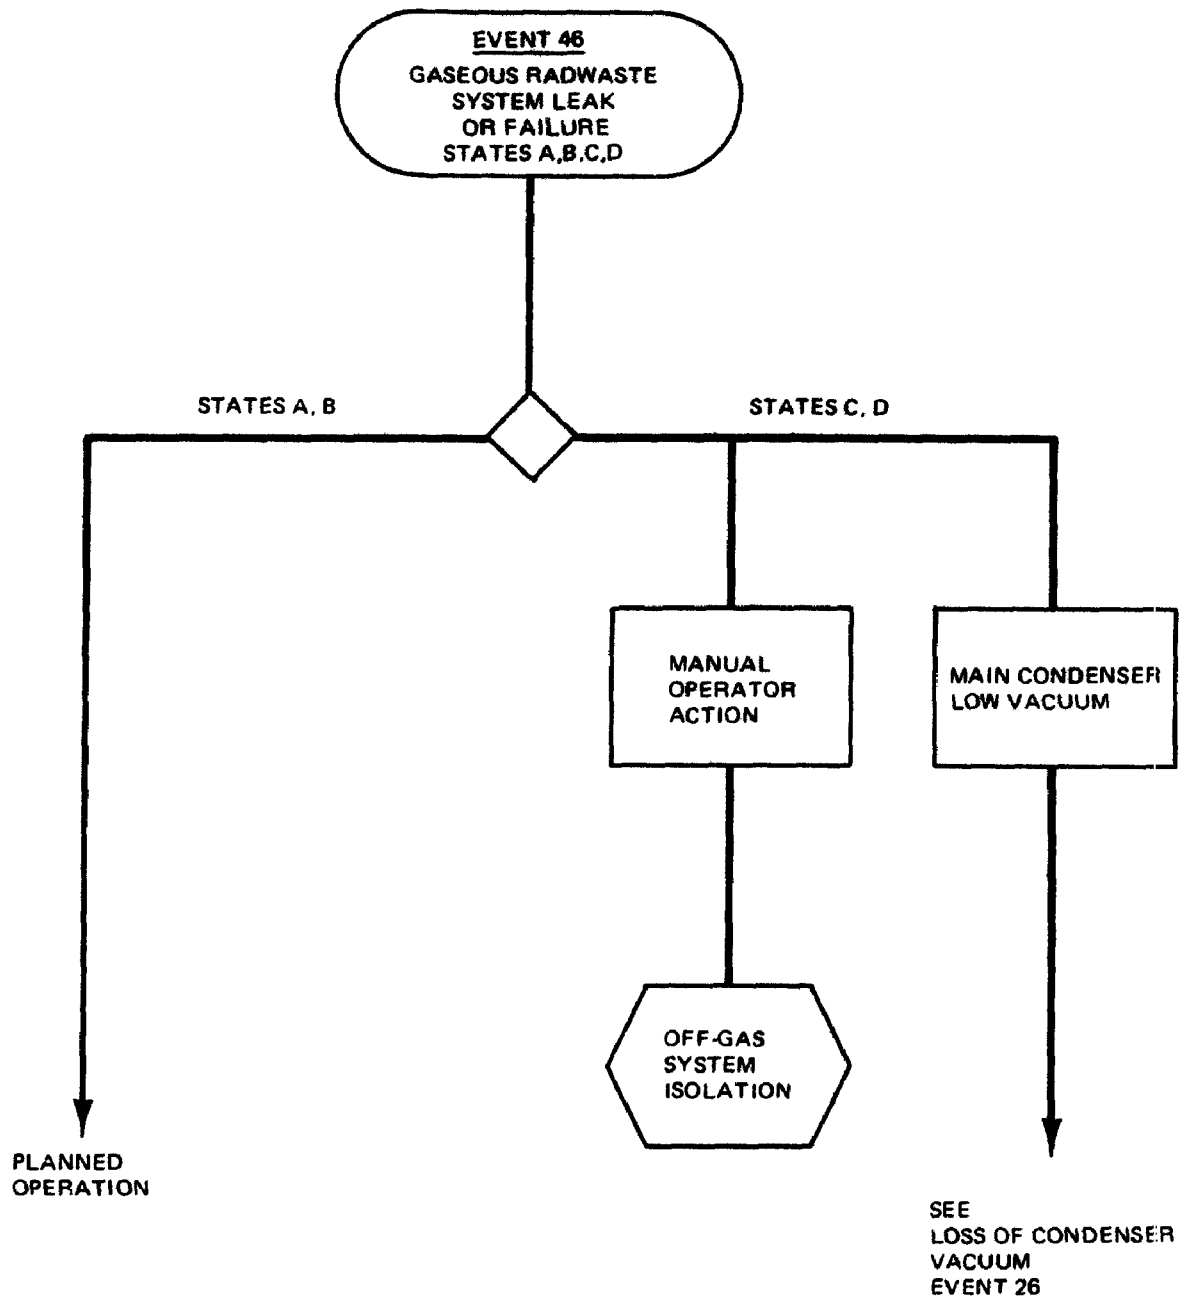 EVENT 46
GASEOUS RADWASTE
SYSTEM LEAK
OR FAILURE
STATES A,B,C,D
STATES A, B
STATES C, D
MANUAL
OPERATOR
ACTION
MAIN CONDENSER
LOW VACUUM
OFF-GAS
SYSTEM
ISOLATION
PLANNED
OPERATION
SEE
LOSS OF CONDENSER
VACUUM
EVENT 26